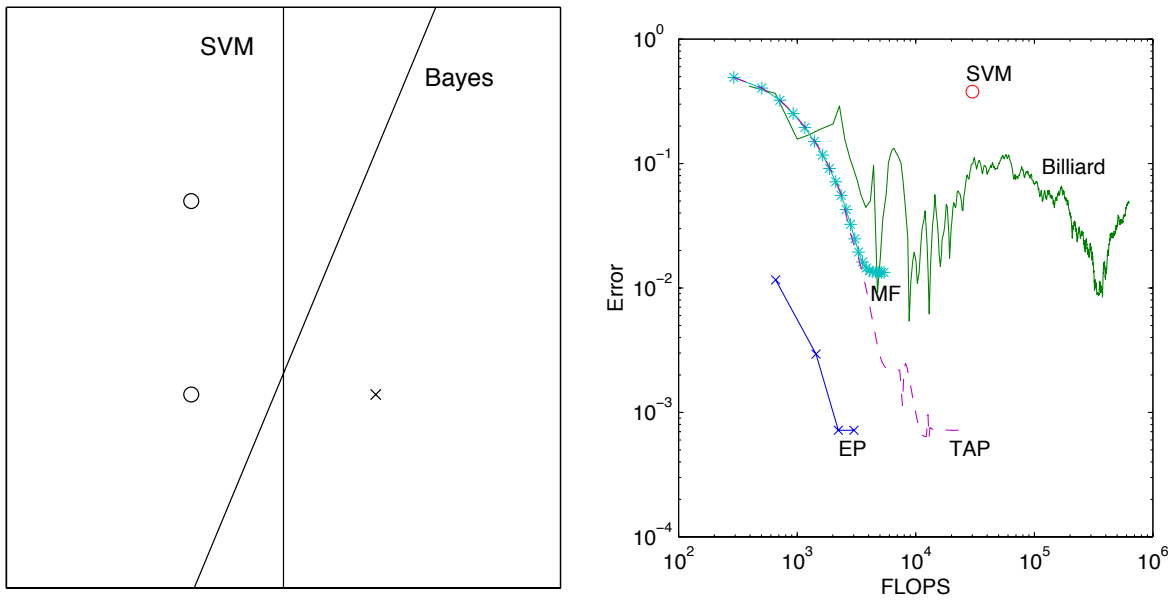 SVM
Bayes
10^0
10^-1
10^-2
10^-3
10^-4
Error
SVM
Billiard
MF
EP
TAP
10^2
10^3
10^4
10^5
10^6
FLOPS